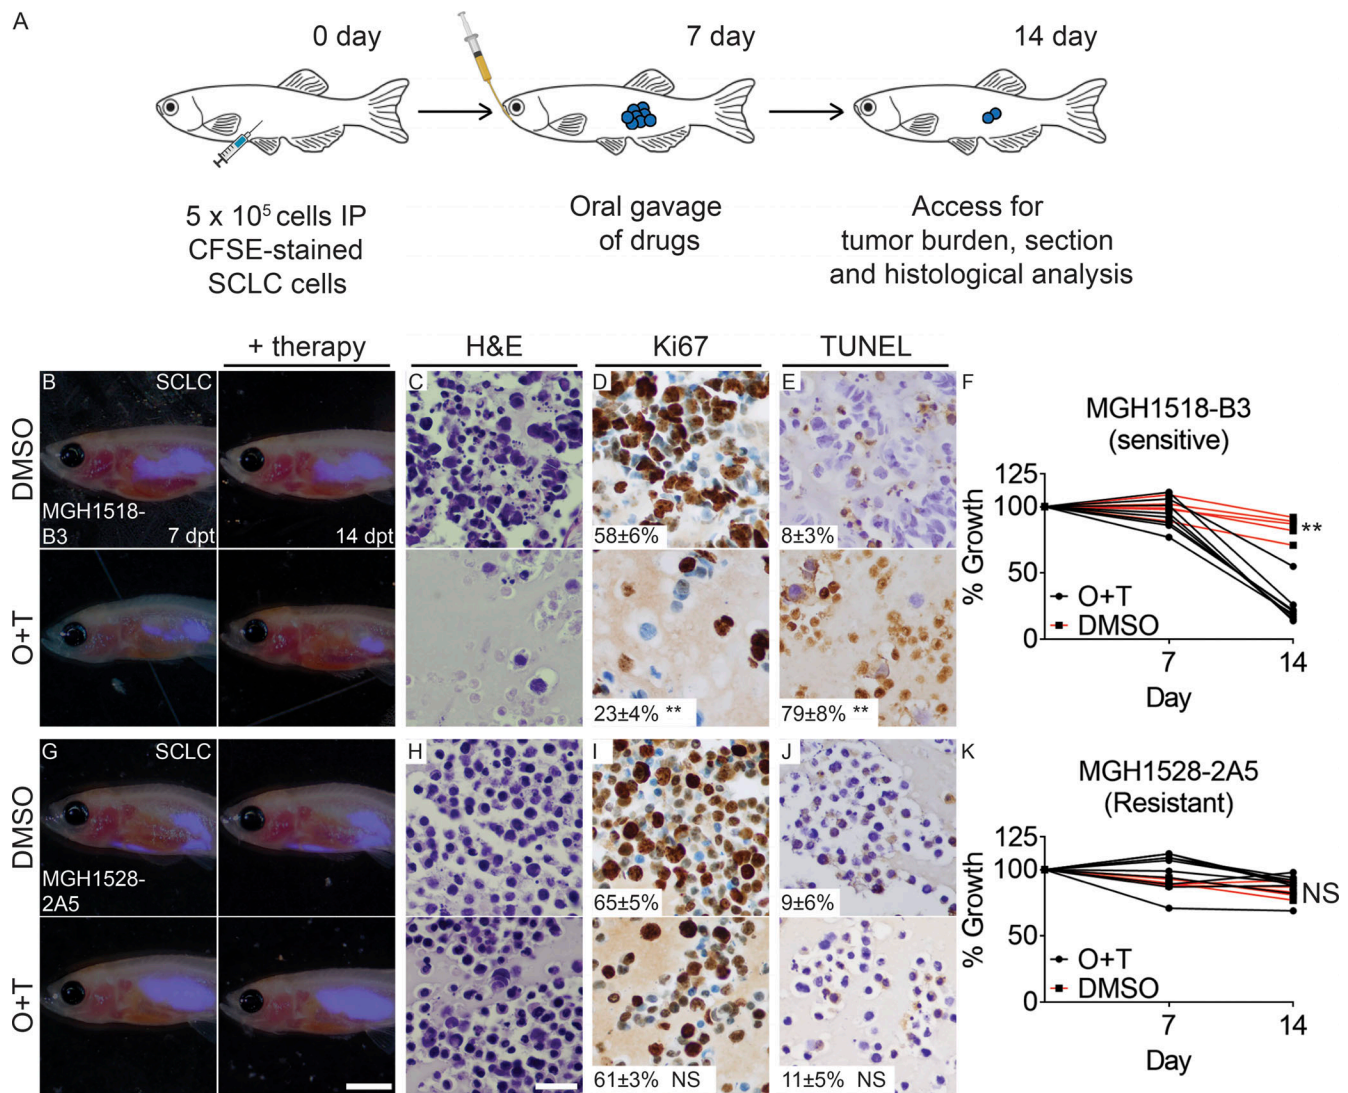 A
0 day
7 day
14 day
5 x 10⁵ cells IP
CFSE-stained
SCLC cells
Oral gavage
of drugs
Access for
tumor burden, section
and histological analysis
+ therapy
H&E
Ki67
TUNEL
DMSO
B
SCLC
MGH1518-
B3
7 dpt
14 dpt
C
D
58±6%
E
8±3%
O+T
23±4% **
79±8% **
F
MGH1518-B3
(sensitive)
% Growth
125
100
50
0
O+T
DMSO
**
7
14
Day
DMSO
G
SCLC
MGH1528-
2A5
H
I
65±5%
J
9±6%
O+T
61±3% NS
11±5% NS
K
MGH1528-2A5
(Resistant)
% Growth
125
100
50
0
O+T
DMSO
NS
7
14
Day